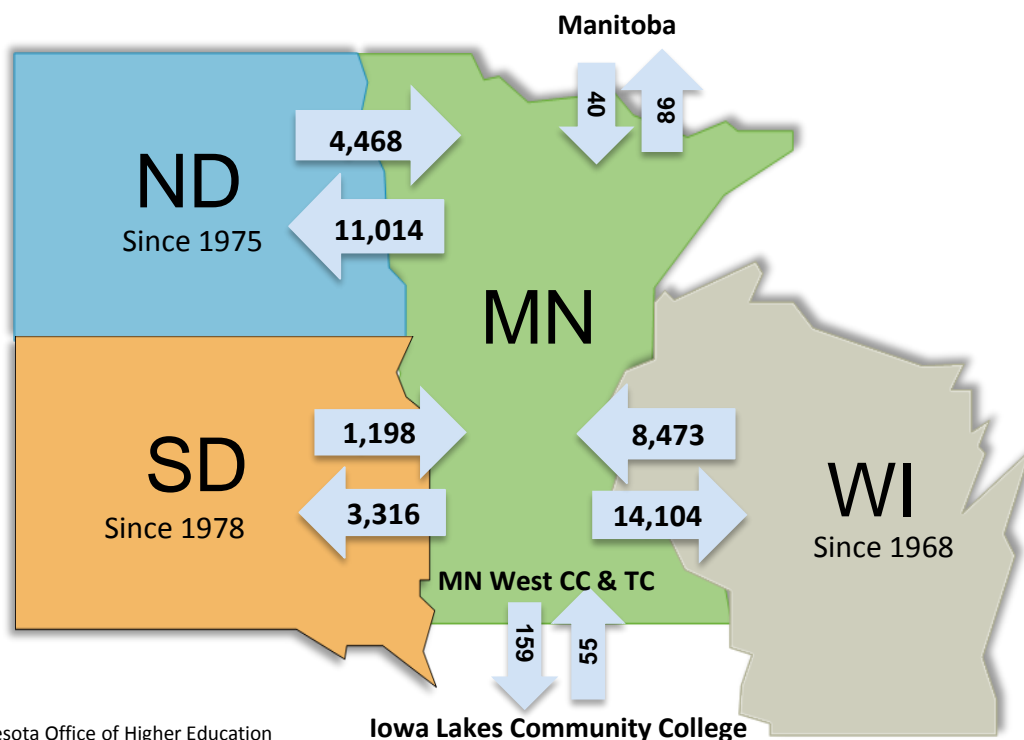 Manitoba
40
98
4,468
ND
Since 1975
11,014
MN
1,198
8,473
SD
Since 1978
3,316
14,104
WI
Since 1968
MN West CC & TC
159
55
Iowa Lakes Community College
esota Office of Higher Education